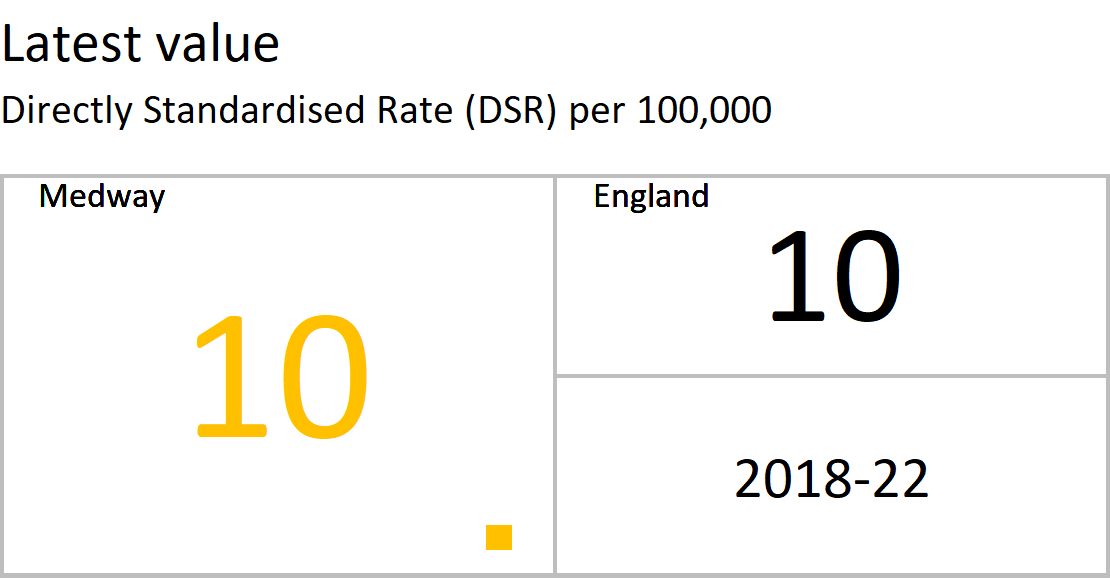 Latest value
Directly Standardised Rate (DSR) per 100,000
Medway
10
England
10
2018-22